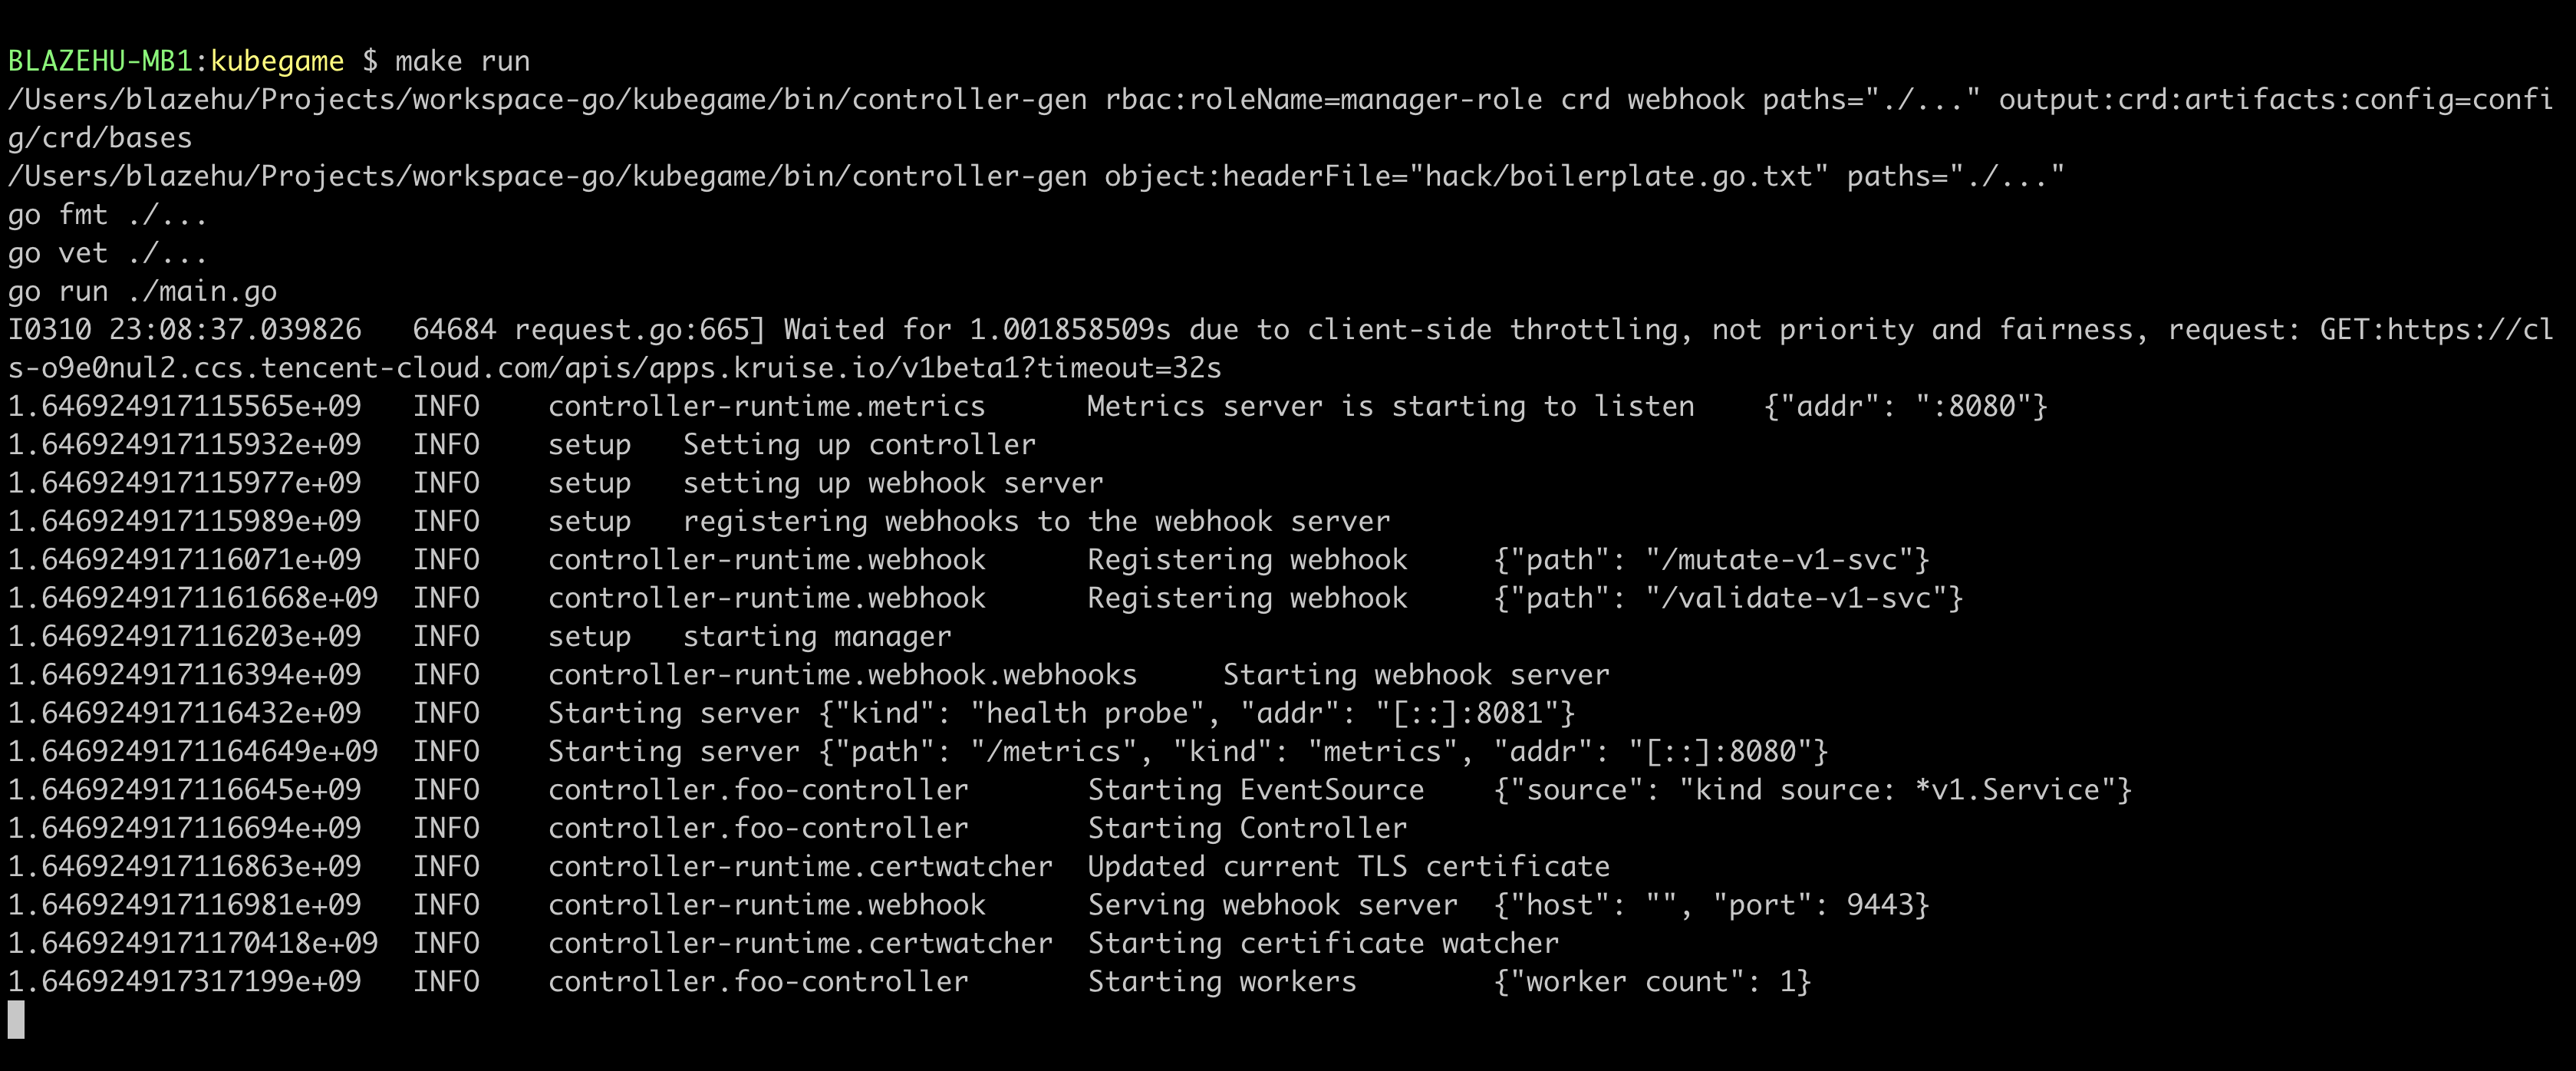 BLAZEHU-MB1:kubegame $ make run
/Users/blazehu/Projects/workspace-go/kubegame/bin/controller-gen rbac:roleName=manager-role crd webhook paths="./..." output:crd:artifacts:config=confi
g/crd/bases
/Users/blazehu/Projects/workspace-go/kubegame/bin/controller-gen object:headerFile="hack/boilerplate.go.txt" paths="./..."
go fmt ./...
go vet ./...
go run ./main.go
I0310 23:08:37.039826   64684 request.go:665] Waited for 1.001858509s due to client-side throttling, not priority and fairness, request: GET:https://cl
s-o9e0nul2.ccs.tencent-cloud.com/apis/apps.kruise.io/v1beta1?timeout=32s
1.646924917115565e+09   INFO    controller-runtime.metrics      Metrics server is starting to listen    {"addr": ":8080"}
1.646924917115932e+09   INFO    setup   Setting up controller
1.646924917115977e+09   INFO    setup   setting up webhook server
1.646924917115989e+09   INFO    setup   registering webhooks to the webhook server
1.646924917116071e+09   INFO    controller-runtime.webhook      Registering webhook     {"path": "/mutate-v1-svc"}
1.6469249171161668e+09  INFO    controller-runtime.webhook      Registering webhook     {"path": "/validate-v1-svc"}
1.646924917116203e+09   INFO    setup   starting manager
1.646924917116394e+09   INFO    controller-runtime.webhook.webhooks     Starting webhook server
1.646924917116432e+09   INFO    Starting server {"kind": "health probe", "addr": "[::]:8081"}
1.6469249171164649e+09  INFO    Starting server {"path": "/metrics", "kind": "metrics", "addr": "[::]:8080"}
1.646924917116645e+09   INFO    controller.foo-controller       Starting EventSource    {"source": "kind source: *v1.Service"}
1.646924917116694e+09   INFO    controller.foo-controller       Starting Controller
1.646924917116863e+09   INFO    controller-runtime.certwatcher  Updated current TLS certificate
1.646924917116981e+09   INFO    controller-runtime.webhook      Serving webhook server  {"host": "", "port": 9443}
1.6469249171170418e+09  INFO    controller-runtime.certwatcher  Starting certificate watcher
1.646924917317199e+09   INFO    controller.foo-controller       Starting workers        {"worker count": 1}